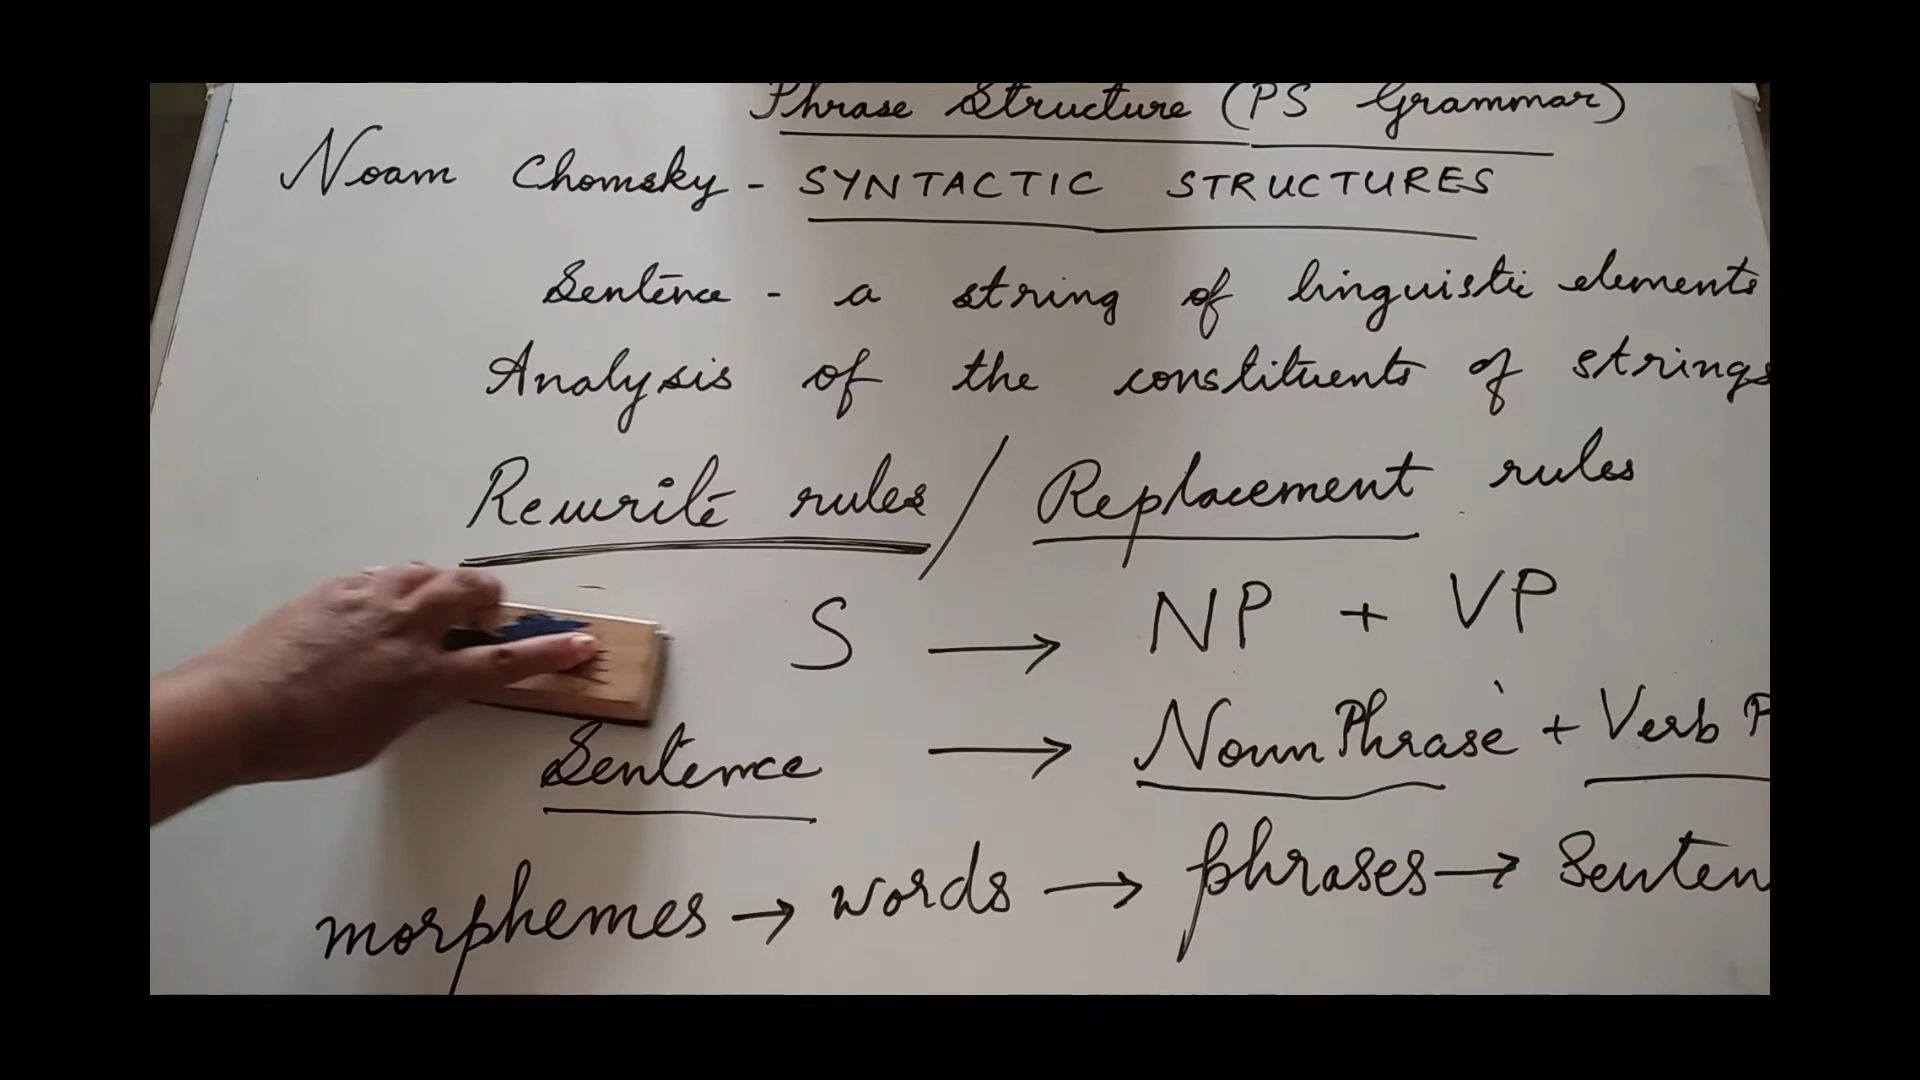 Phrase Structure (PS Grammar)
Noam Chomsky - SYNTACTIC STRUCTURES
Sentence - a string of linguistic elements
Analysis of the constituents of strings
Rewrite rules / Replacement rules
S → NP + VP
Sentence → Noun Phrase + Verb P
morphemes → words → phrases → Senten